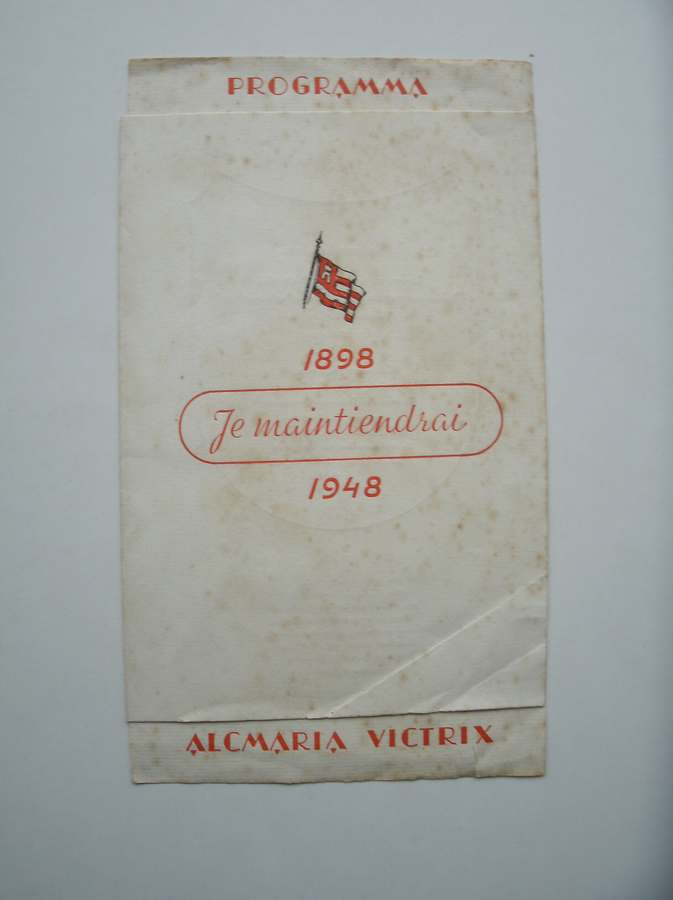 PROGRAMMA
1898
Je maintiendrai
1948
ALCMARIA VICTRIX